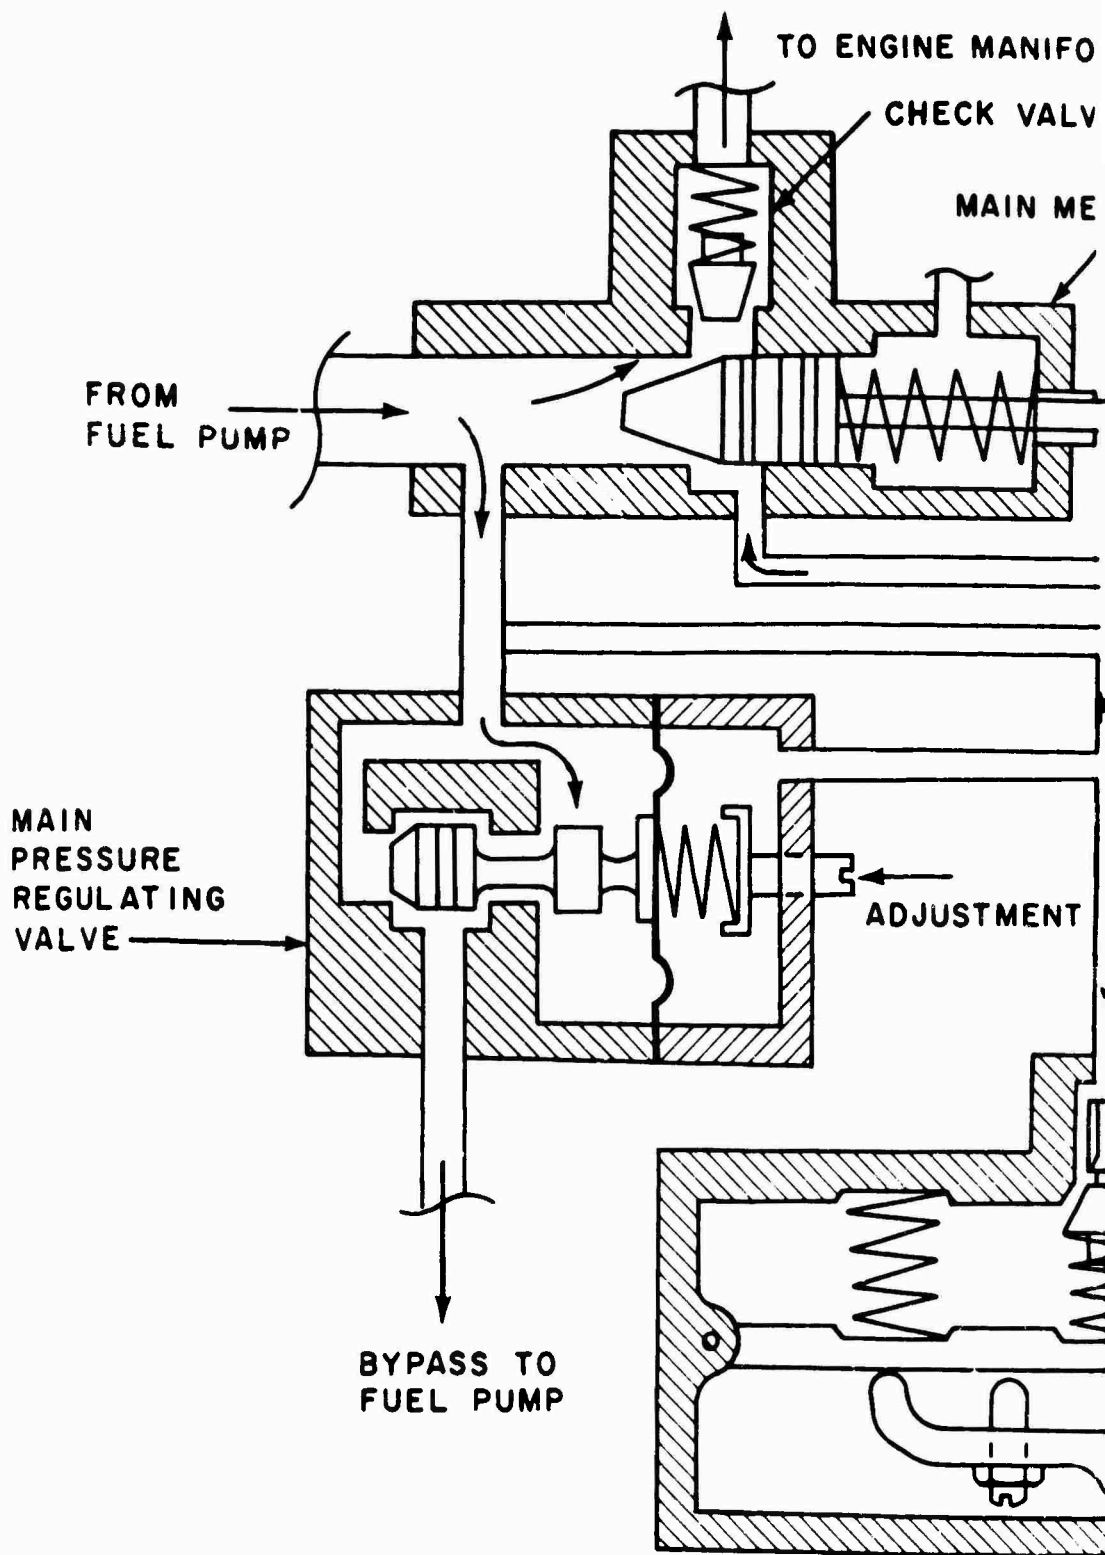 TO ENGINE MANIFO
CHECK VALV
MAIN ME
FROM
FUEL PUMP
MAIN
PRESSURE
REGULATING
VALVE
ADJUSTMENT
BYPASS TO
FUEL PUMP